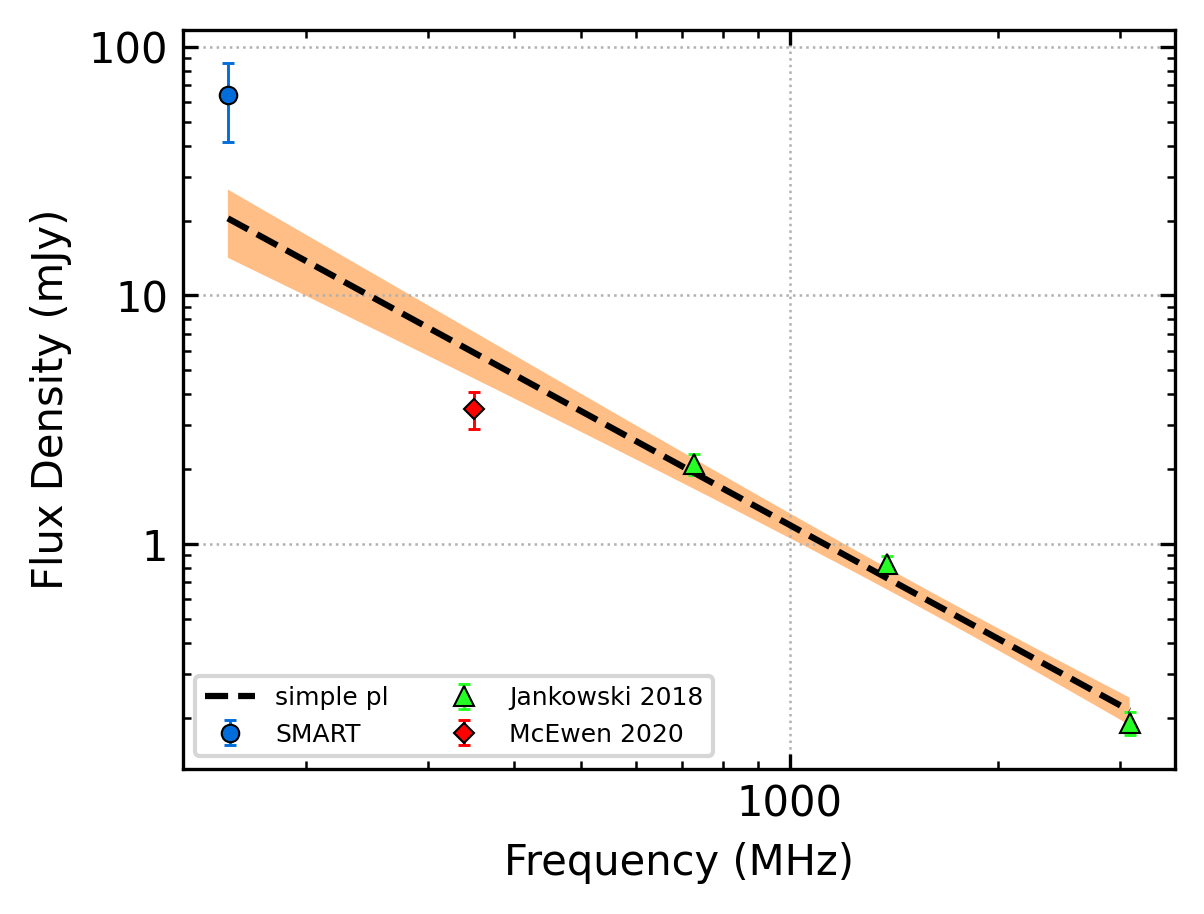 100
10
1
Flux Density (mJy)
simple pl
SMART
Jankowski 2018
McEwen 2020
1000
Frequency (MHz)